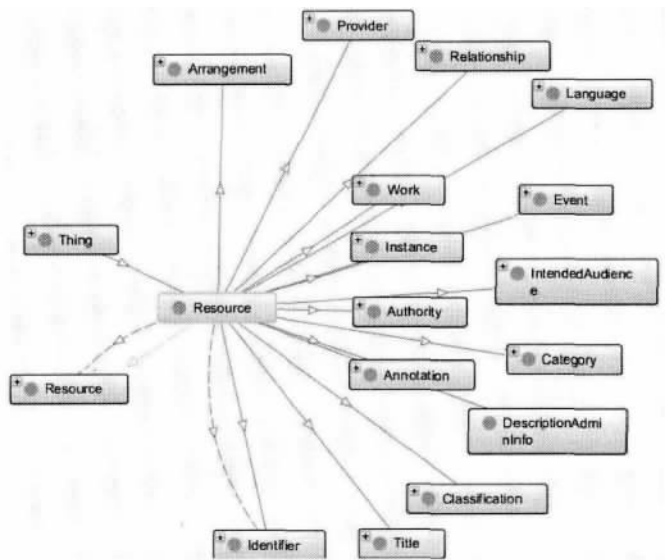 Provider
Relationship
Arrangement
Language
Work
Event
Thing
Instance
IntendedAudienc
e
Resource
Authority
Category
Resource
Annotation
DescriptionAdmi
nInfo
Classification
Identifier
Title